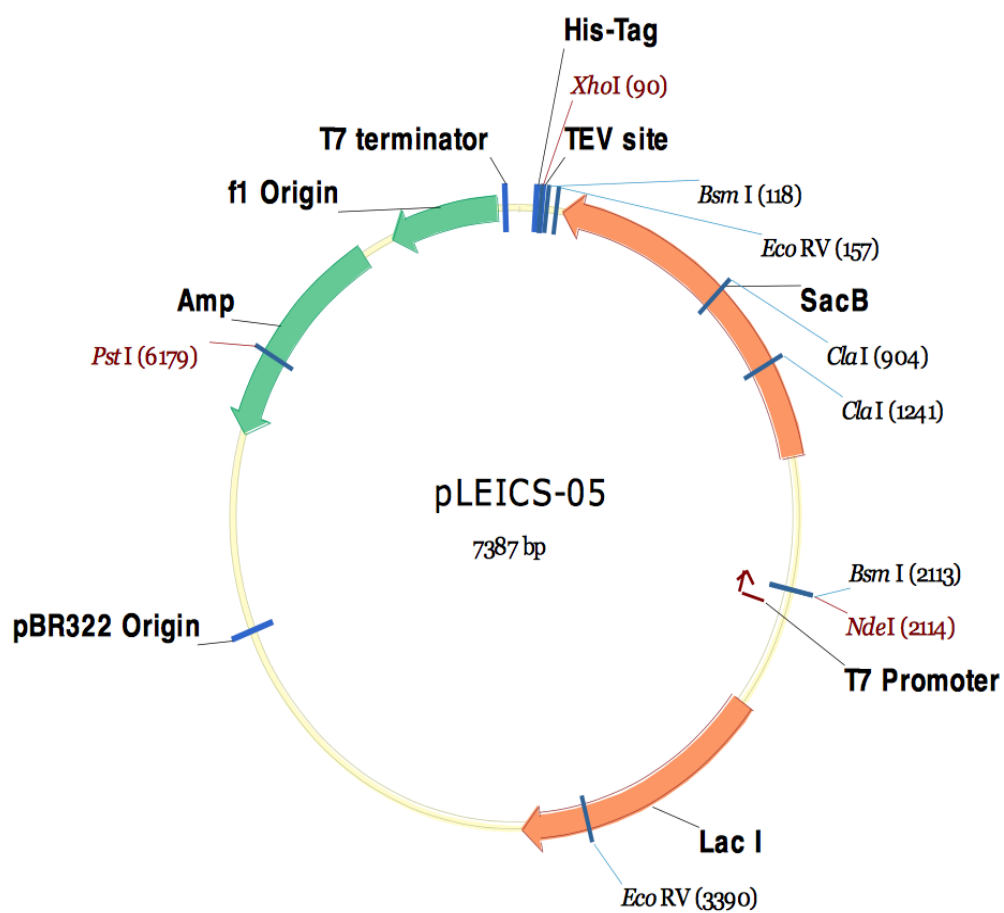 His-Tag
XhoI (90)
T7 terminator
TEV site
f1 Origin
Bsm I (118)
Eco RV (157)
Amp
SacB
Pst I (6179)
Cla I (904)
Cla I (1241)
pLEICS-05
7387 bp
Bsm I (2113)
pBR322 Origin
NdeI (2114)
T7 Promoter
Lac I
Eco RV (3390)